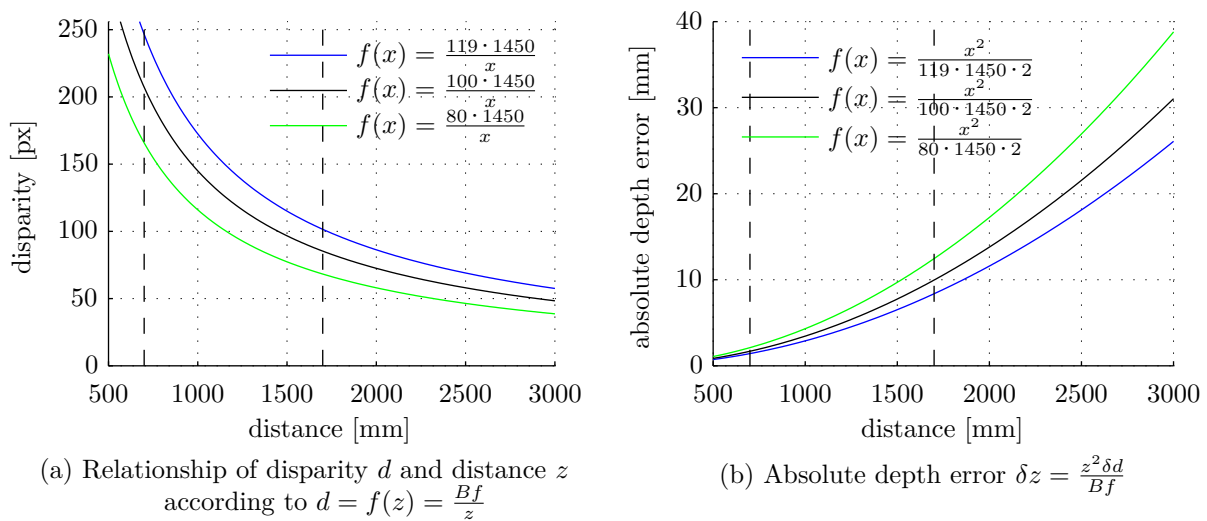 250
200
150
100
50
0
disparity [px]
f(x) = 119·1450/x
f(x) = 100·1450/x
f(x) = 80·1450/x
500 1000 1500 2000 2500 3000
distance [mm]
(a) Relationship of disparity d and distance z
according to d = f(z) = Bf/z
40
30
20
10
0
absolute depth error [mm]
f(x) = x²/119·1450·2
f(x) = x²/100·1450·2
f(x) = x²/80·1450·2
500 1000 1500 2000 2500 3000
distance [mm]
(b) Absolute depth error δz = z²δd/Bf